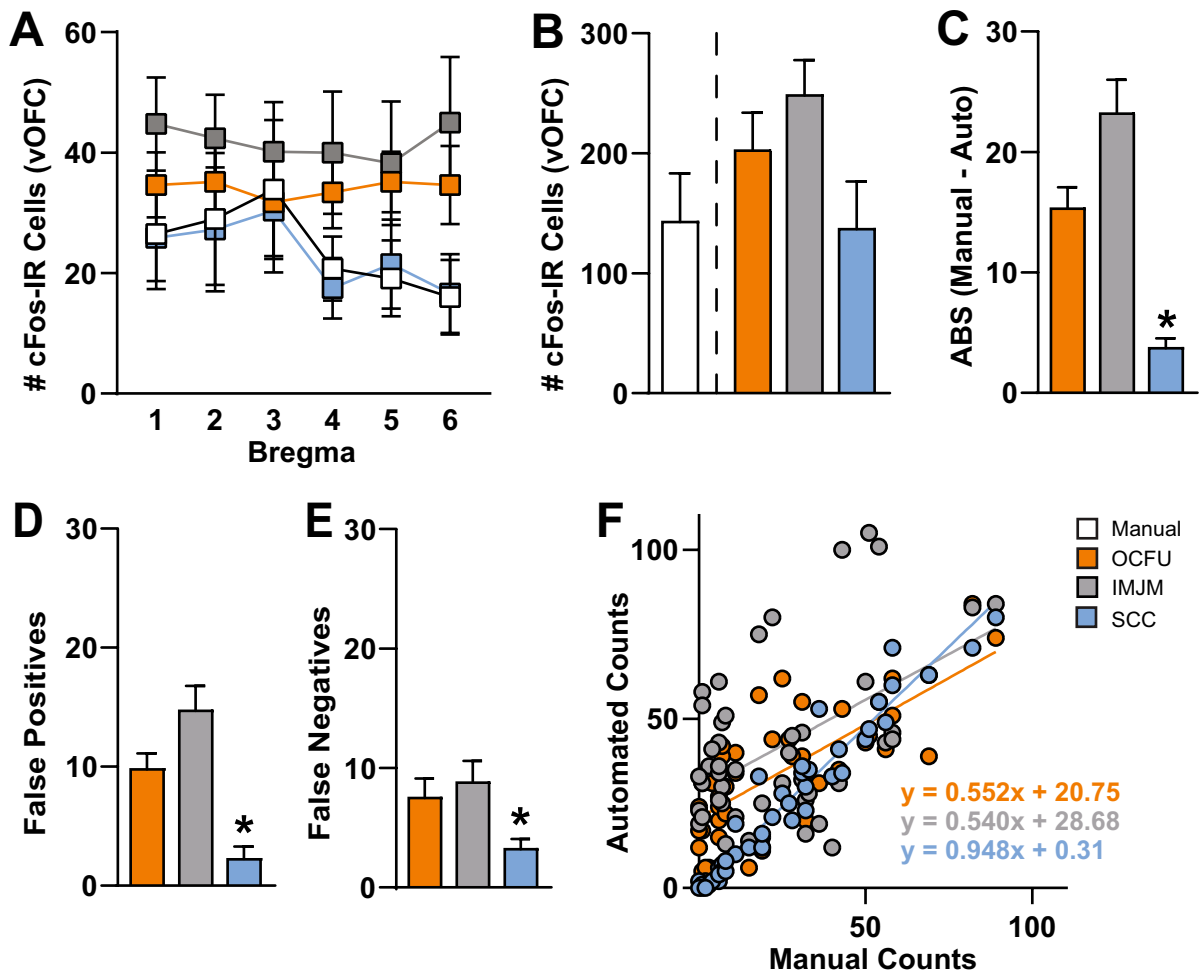 A
# cFos-IR Cells (vOFC)
60
40
20
0
1 2 3 4 5 6
Bregma
B
# cFos-IR Cells (vOFC)
300
200
100
0
C
ABS (Manual - Auto)
30
20
10
0
*
D
False Positives
30
20
10
0
*
E
False Negatives
30
20
10
0
*
F
Automated Counts
100
50
0
50 100
Manual Counts
y = 0.552x + 20.75
y = 0.540x + 28.68
y = 0.948x + 0.31
Manual
OCFU
IMJM
SCC